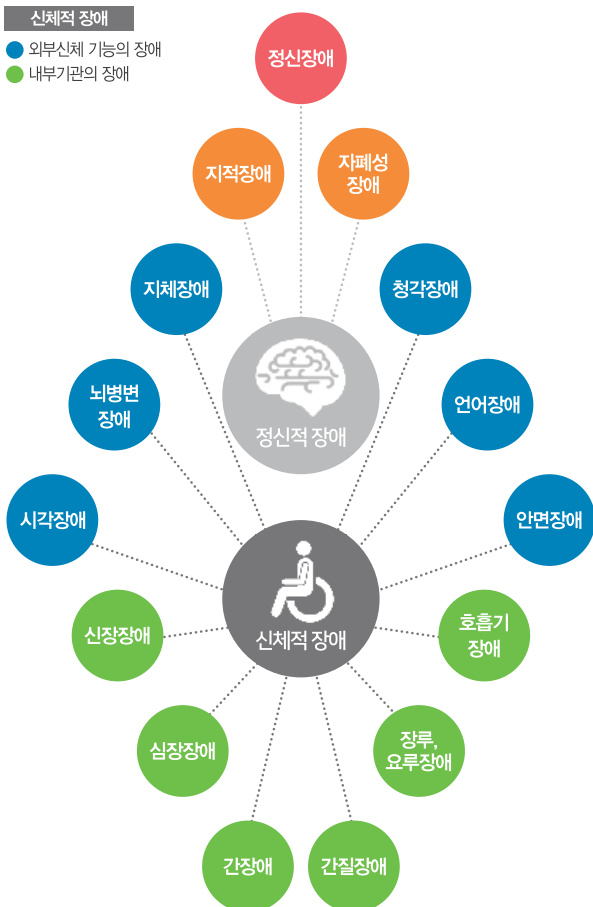 신체적 장애
외부신체 기능의 장애
내부기관의 장애
정신장애
지적장애
자폐성
장애
지체장애
청각장애
뇌병변
장애
정신적 장애
언어장애
시각장애
안면장애
신장장애
신체적 장애
호흡기
장애
심장장애
장루,
요루장애
간장애
간질장애